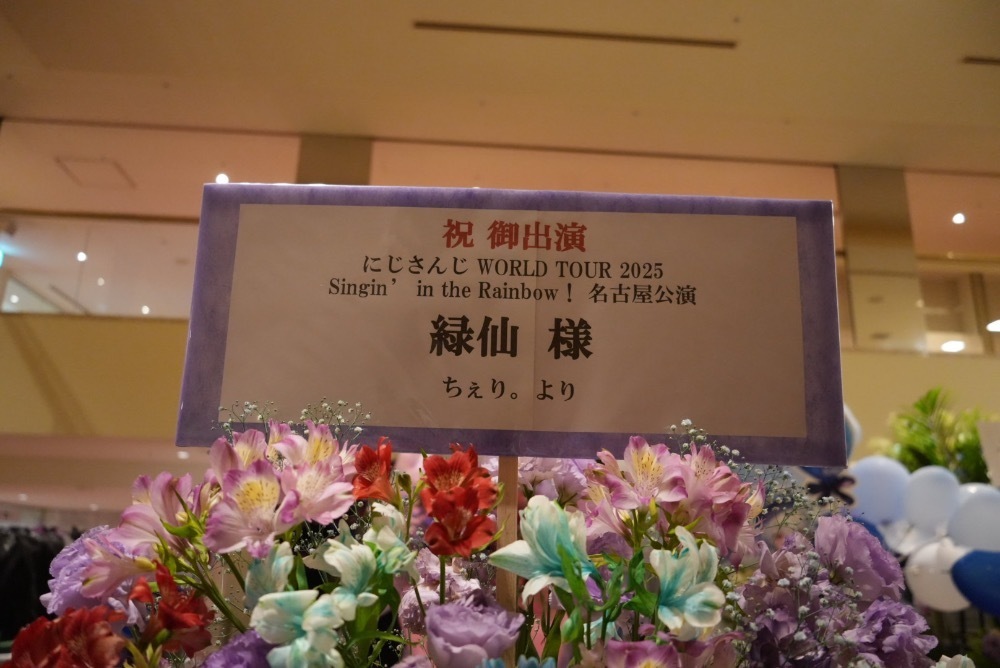 祝 御出演
にじさんじ WORLD TOUR 2025
Singin’ in the Rainbow! 名古屋公演
緑仙 様
ちぇり。より